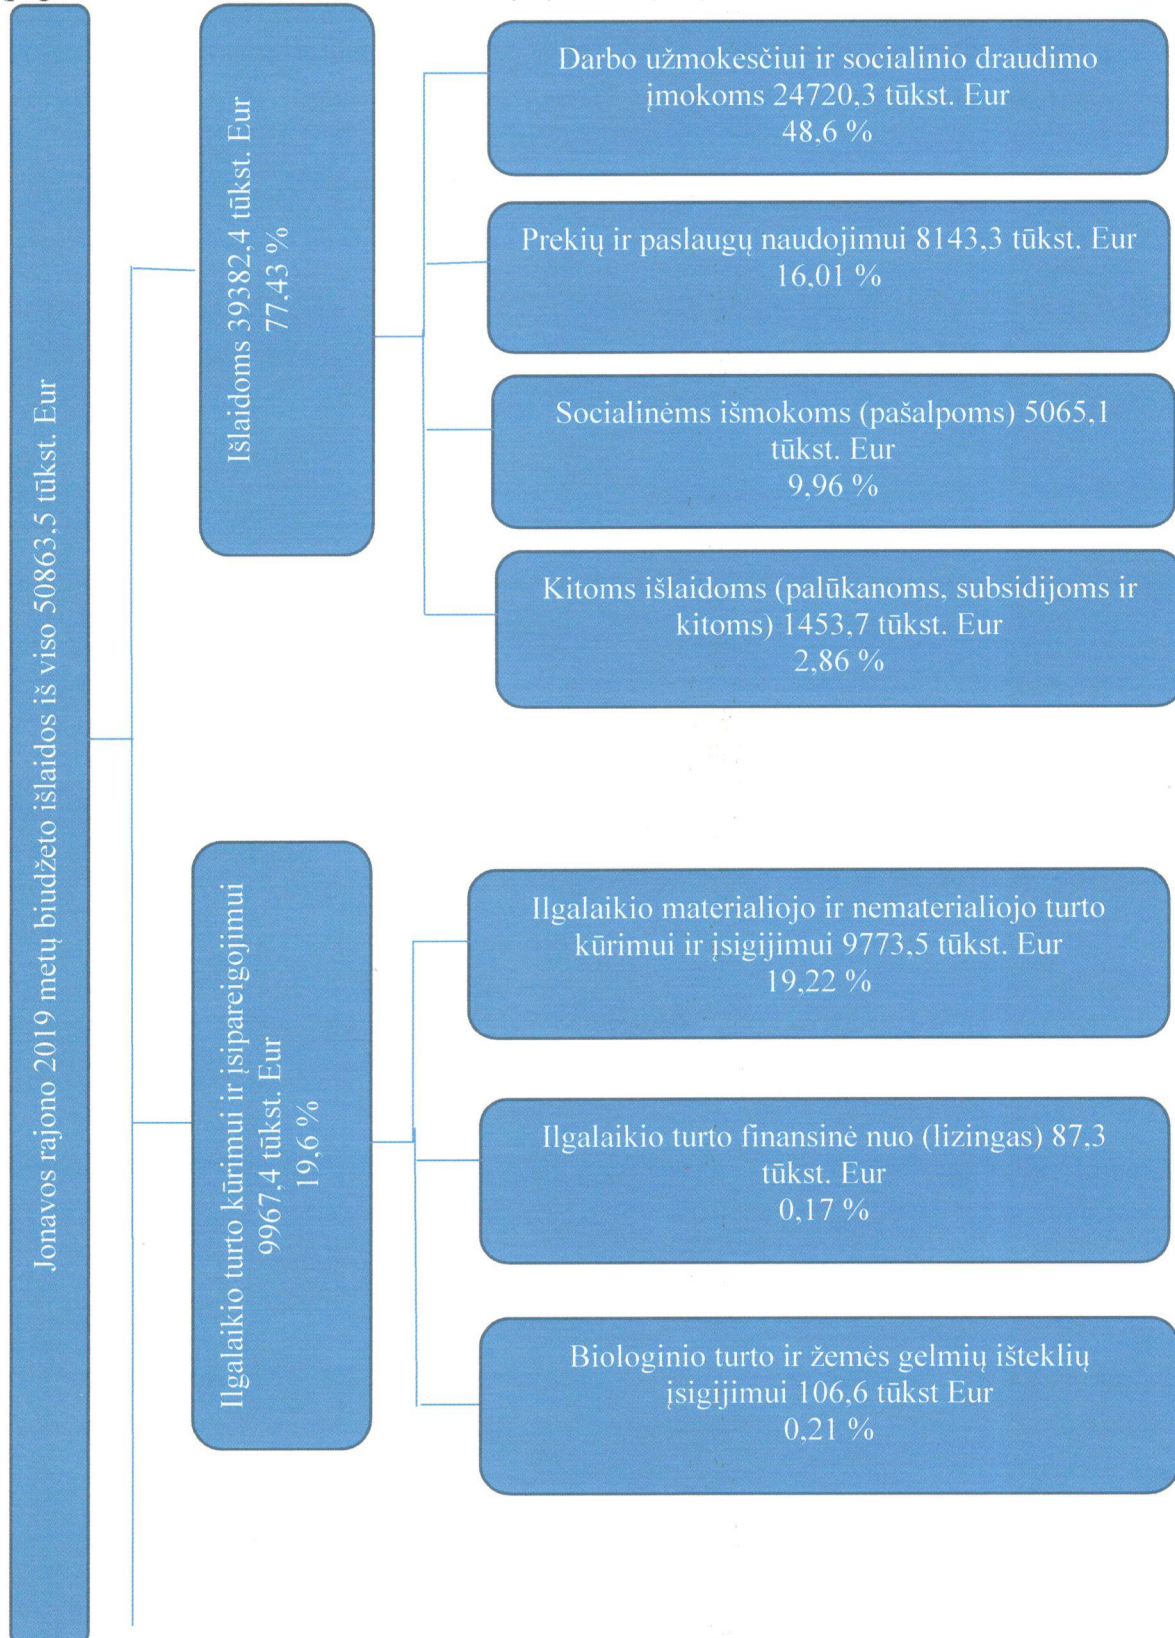 Jonavos rajono 2019 metų biudžeto išlaidos iš viso 50863,5 tūkst. Eur
Išlaidoms 39382,4 tūkst. Eur
77,43 %
Darbo užmokesčiui ir socialinio draudimo
įmokoms 24720,3 tūkst. Eur
48,6 %
Prekių ir paslaugų naudojimui 8143,3 tūkst. Eur
16,01 %
Socialinėms išmokoms (pašalpoms) 5065,1
tūkst. Eur
9,96 %
Kitoms išlaidoms (palūkanoms, subsidijoms ir
kitoms) 1453,7 tūkst. Eur
2,86 %
Ilgalaikio turto kūrimui ir įsipareigojimui
9967,4 tūkst. Eur
19,6 %
Ilgalaikio materialiojo ir nematerialiojo turto
kūrimui ir įsigijimui 9773,5 tūkst. Eur
19,22 %
Ilgalaikio turto finansinė nuo (lizingas) 87,3
tūkst. Eur
0,17 %
Biologinio turto ir žemės gelmių išteklių
įsigijimui 106,6 tūkst Eur
0,21 %